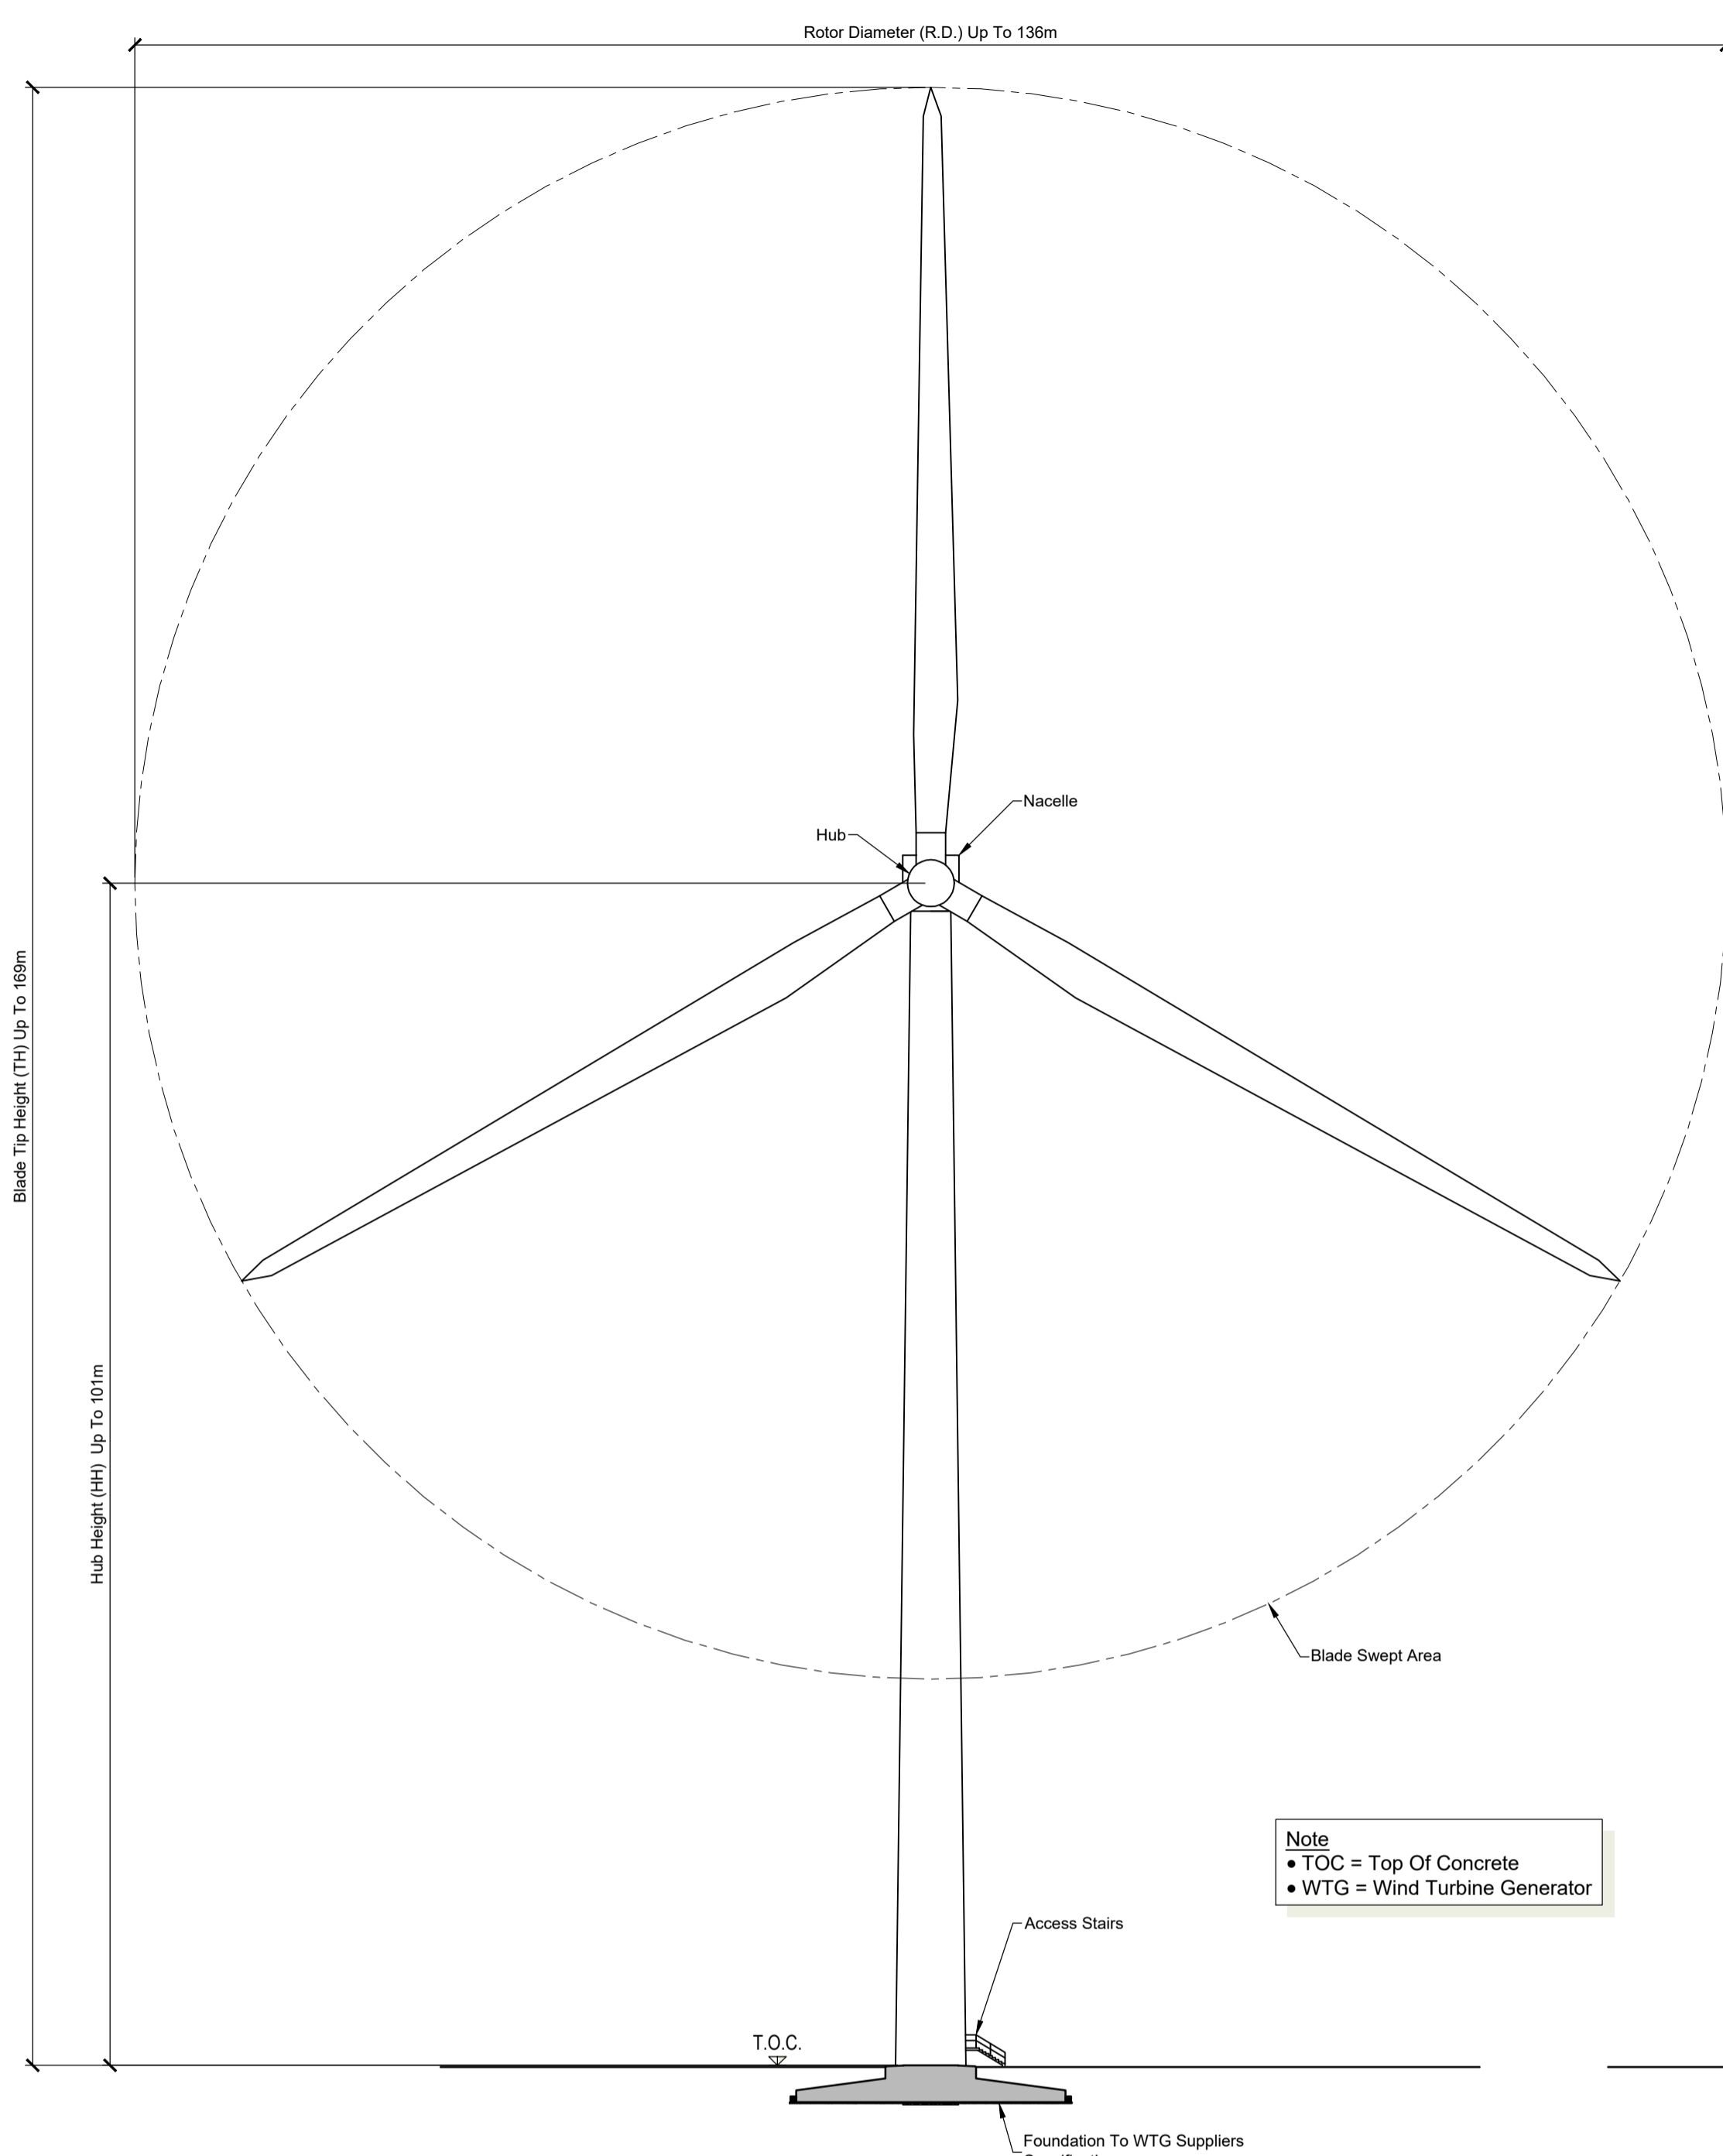 Rotor Diameter (R.D.) Up To 136m
Blade Tip Height (TH) Up To 169m
Hub Height (HH) Up To 101m
Nacelle
Hub
Blade Swept Area
Note
• TOC = Top Of Concrete
• WTG = Wind Turbine Generator
Access Stairs
T.O.C.
Foundation To WTG Suppliers